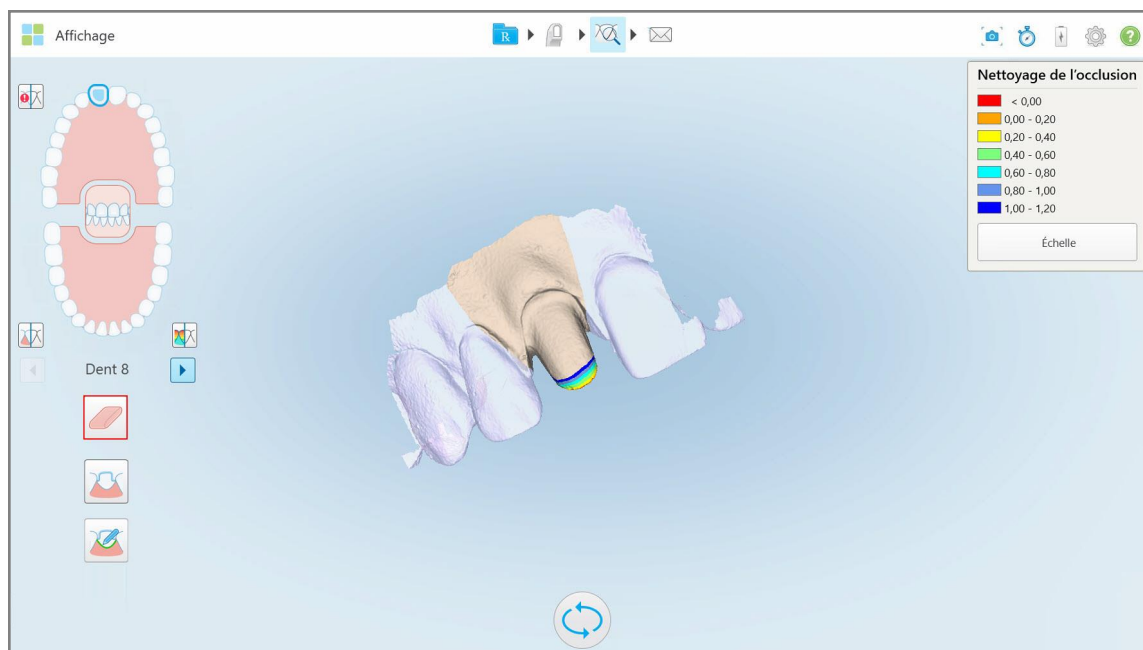 Affichage
R
Nettoyage de l’occlusion
< 0,00
0,00 - 0,20
0,20 - 0,40
0,40 - 0,60
0,60 - 0,80
0,80 - 1,00
1,00 - 1,20
Échelle
Dent 8